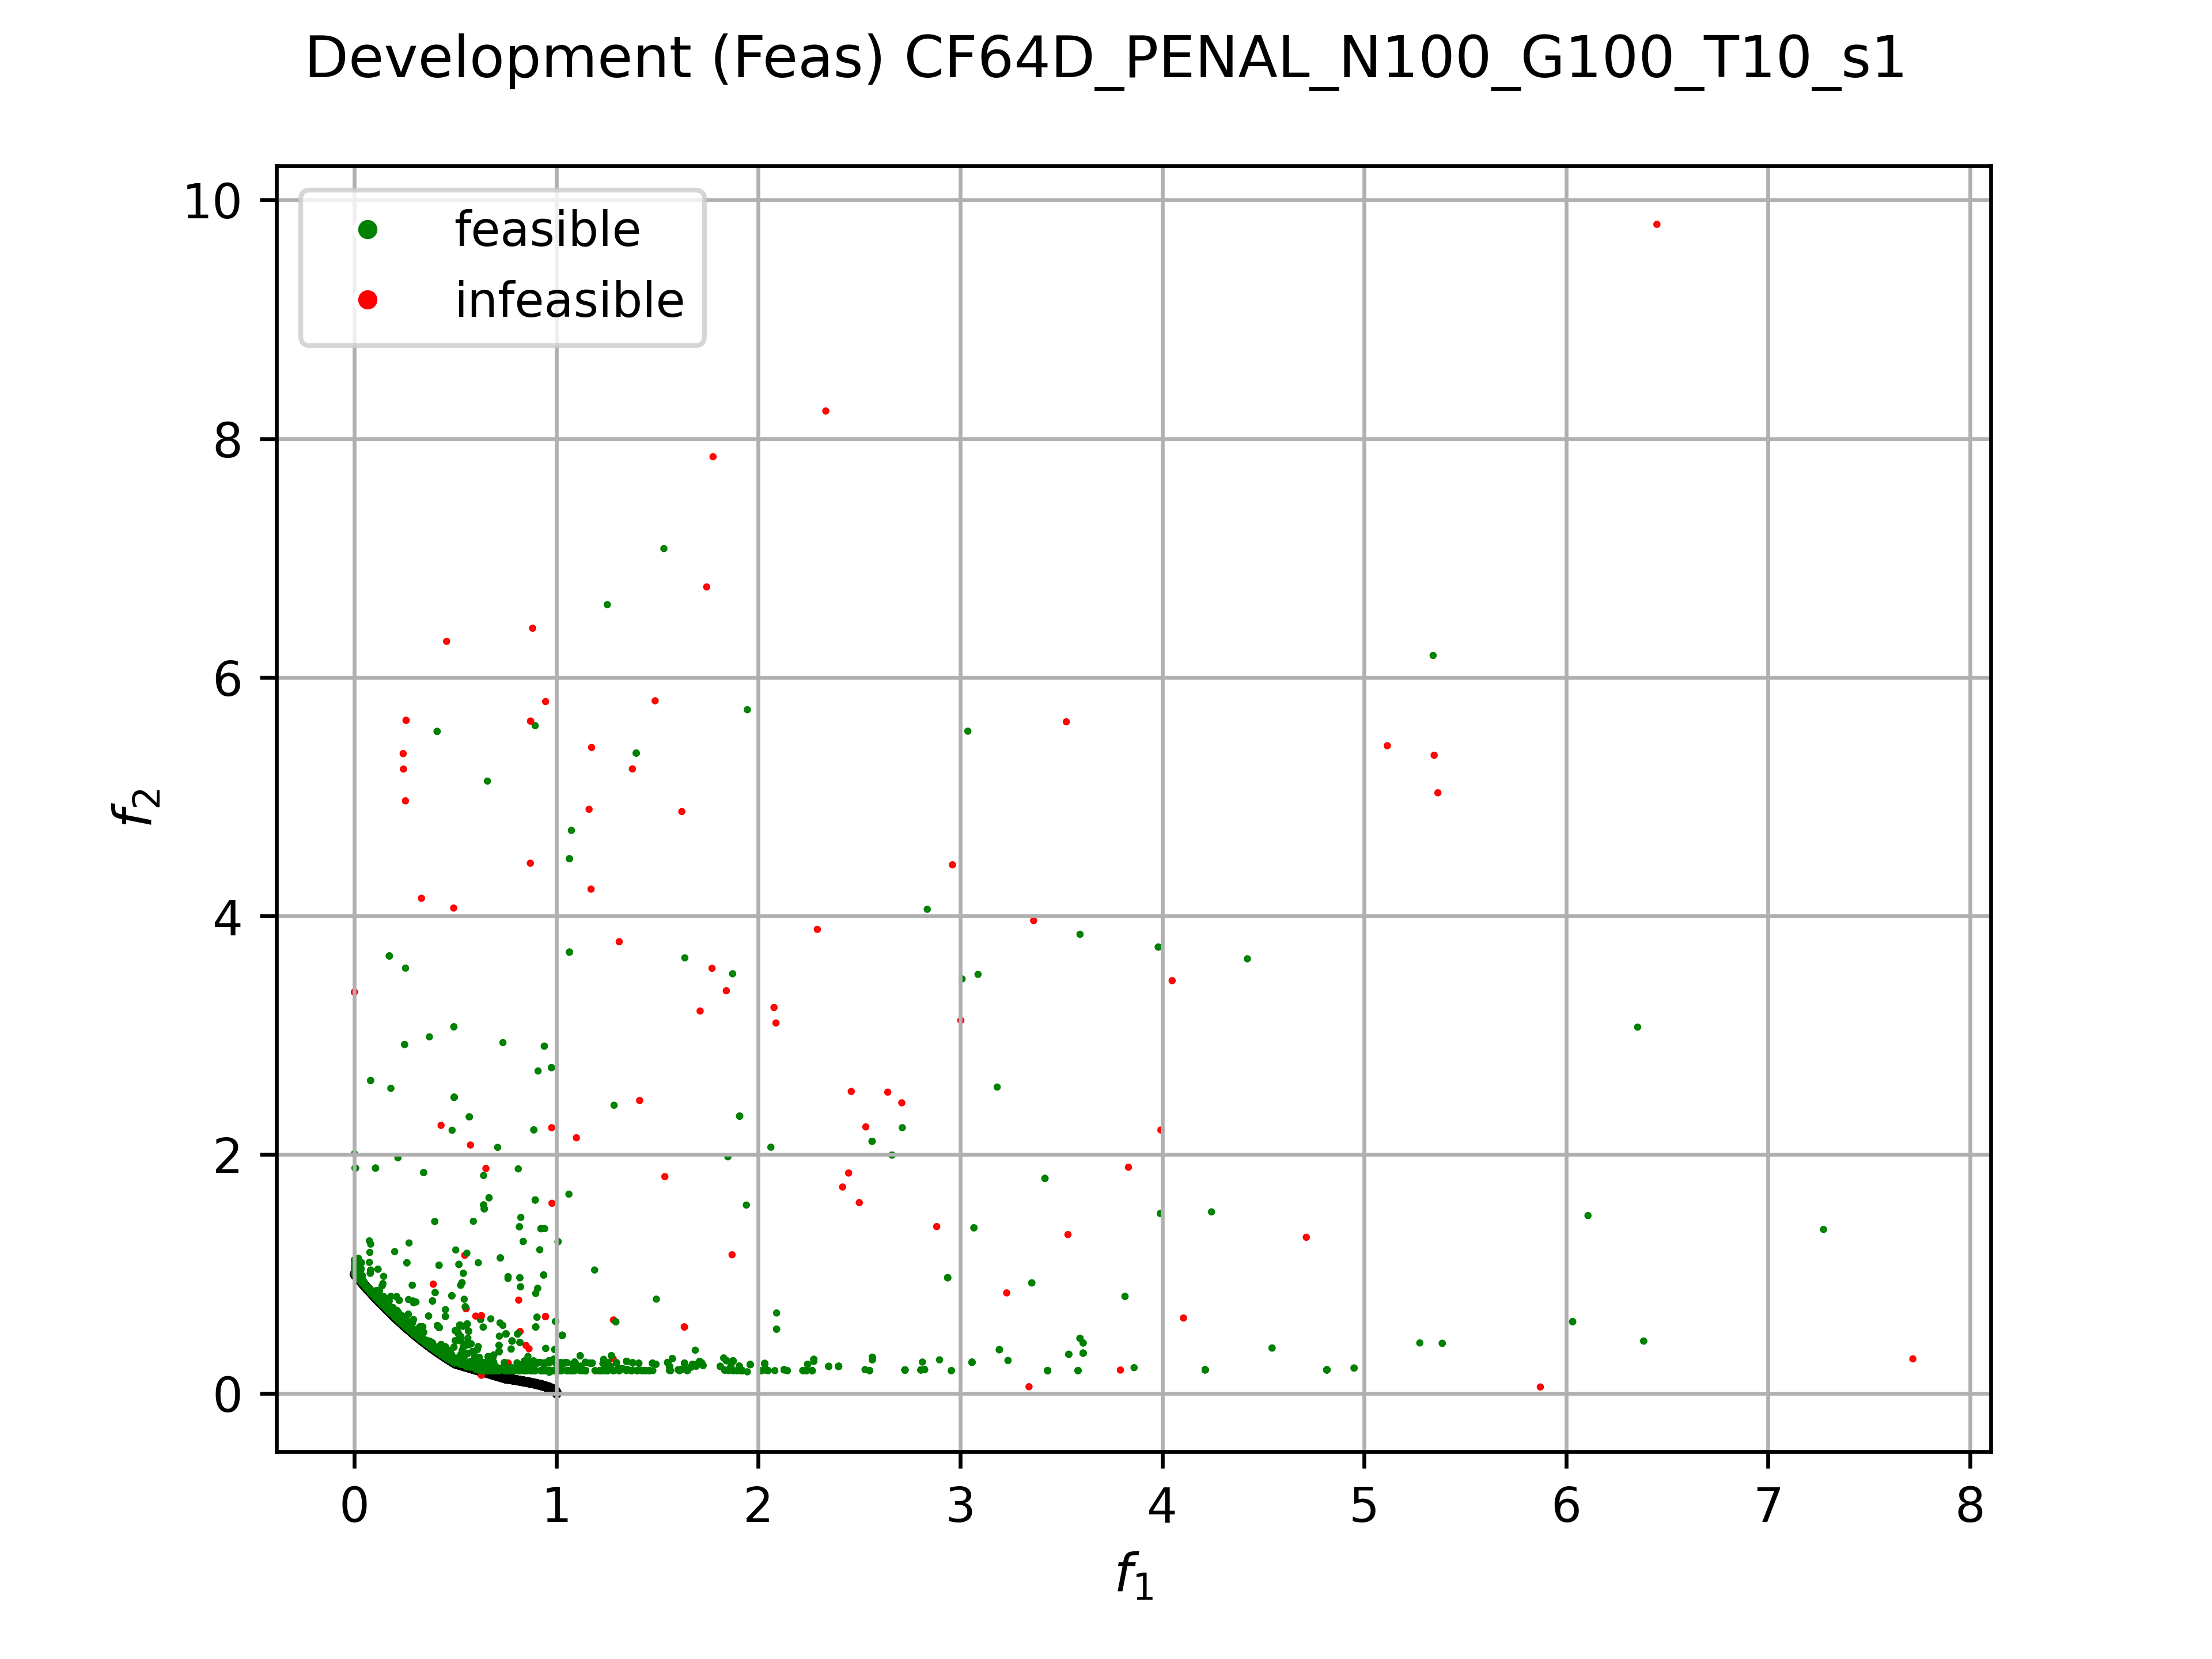 Development (Feas) CF64D_PENAL_N100_G100_T10_s1
feasible
infeasible
10
8
6
4
2
0
f2
0 1 2 3 4 5 6 7 8
f1